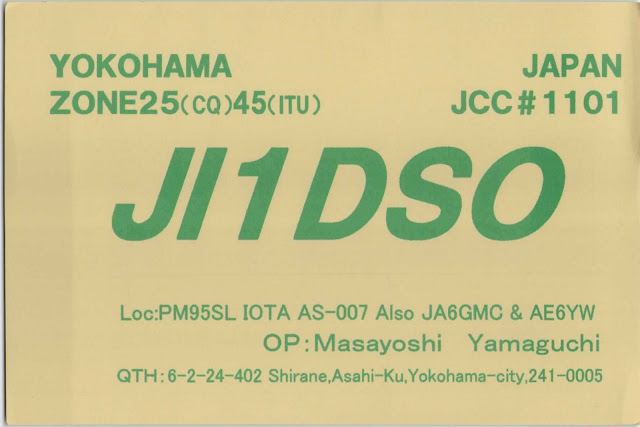 YOKOHAMA JAPAN
ZONE25(CQ)45(ITU) JCC#1101
JI1DSO
Loc:PM95SL IOTA AS-007 Also JA6GMC & AE6YW
OP:Masayoshi Yamaguchi
QTH:6-2-24-402 Shirane,Asahi-Ku,Yokohama-city,241-0005